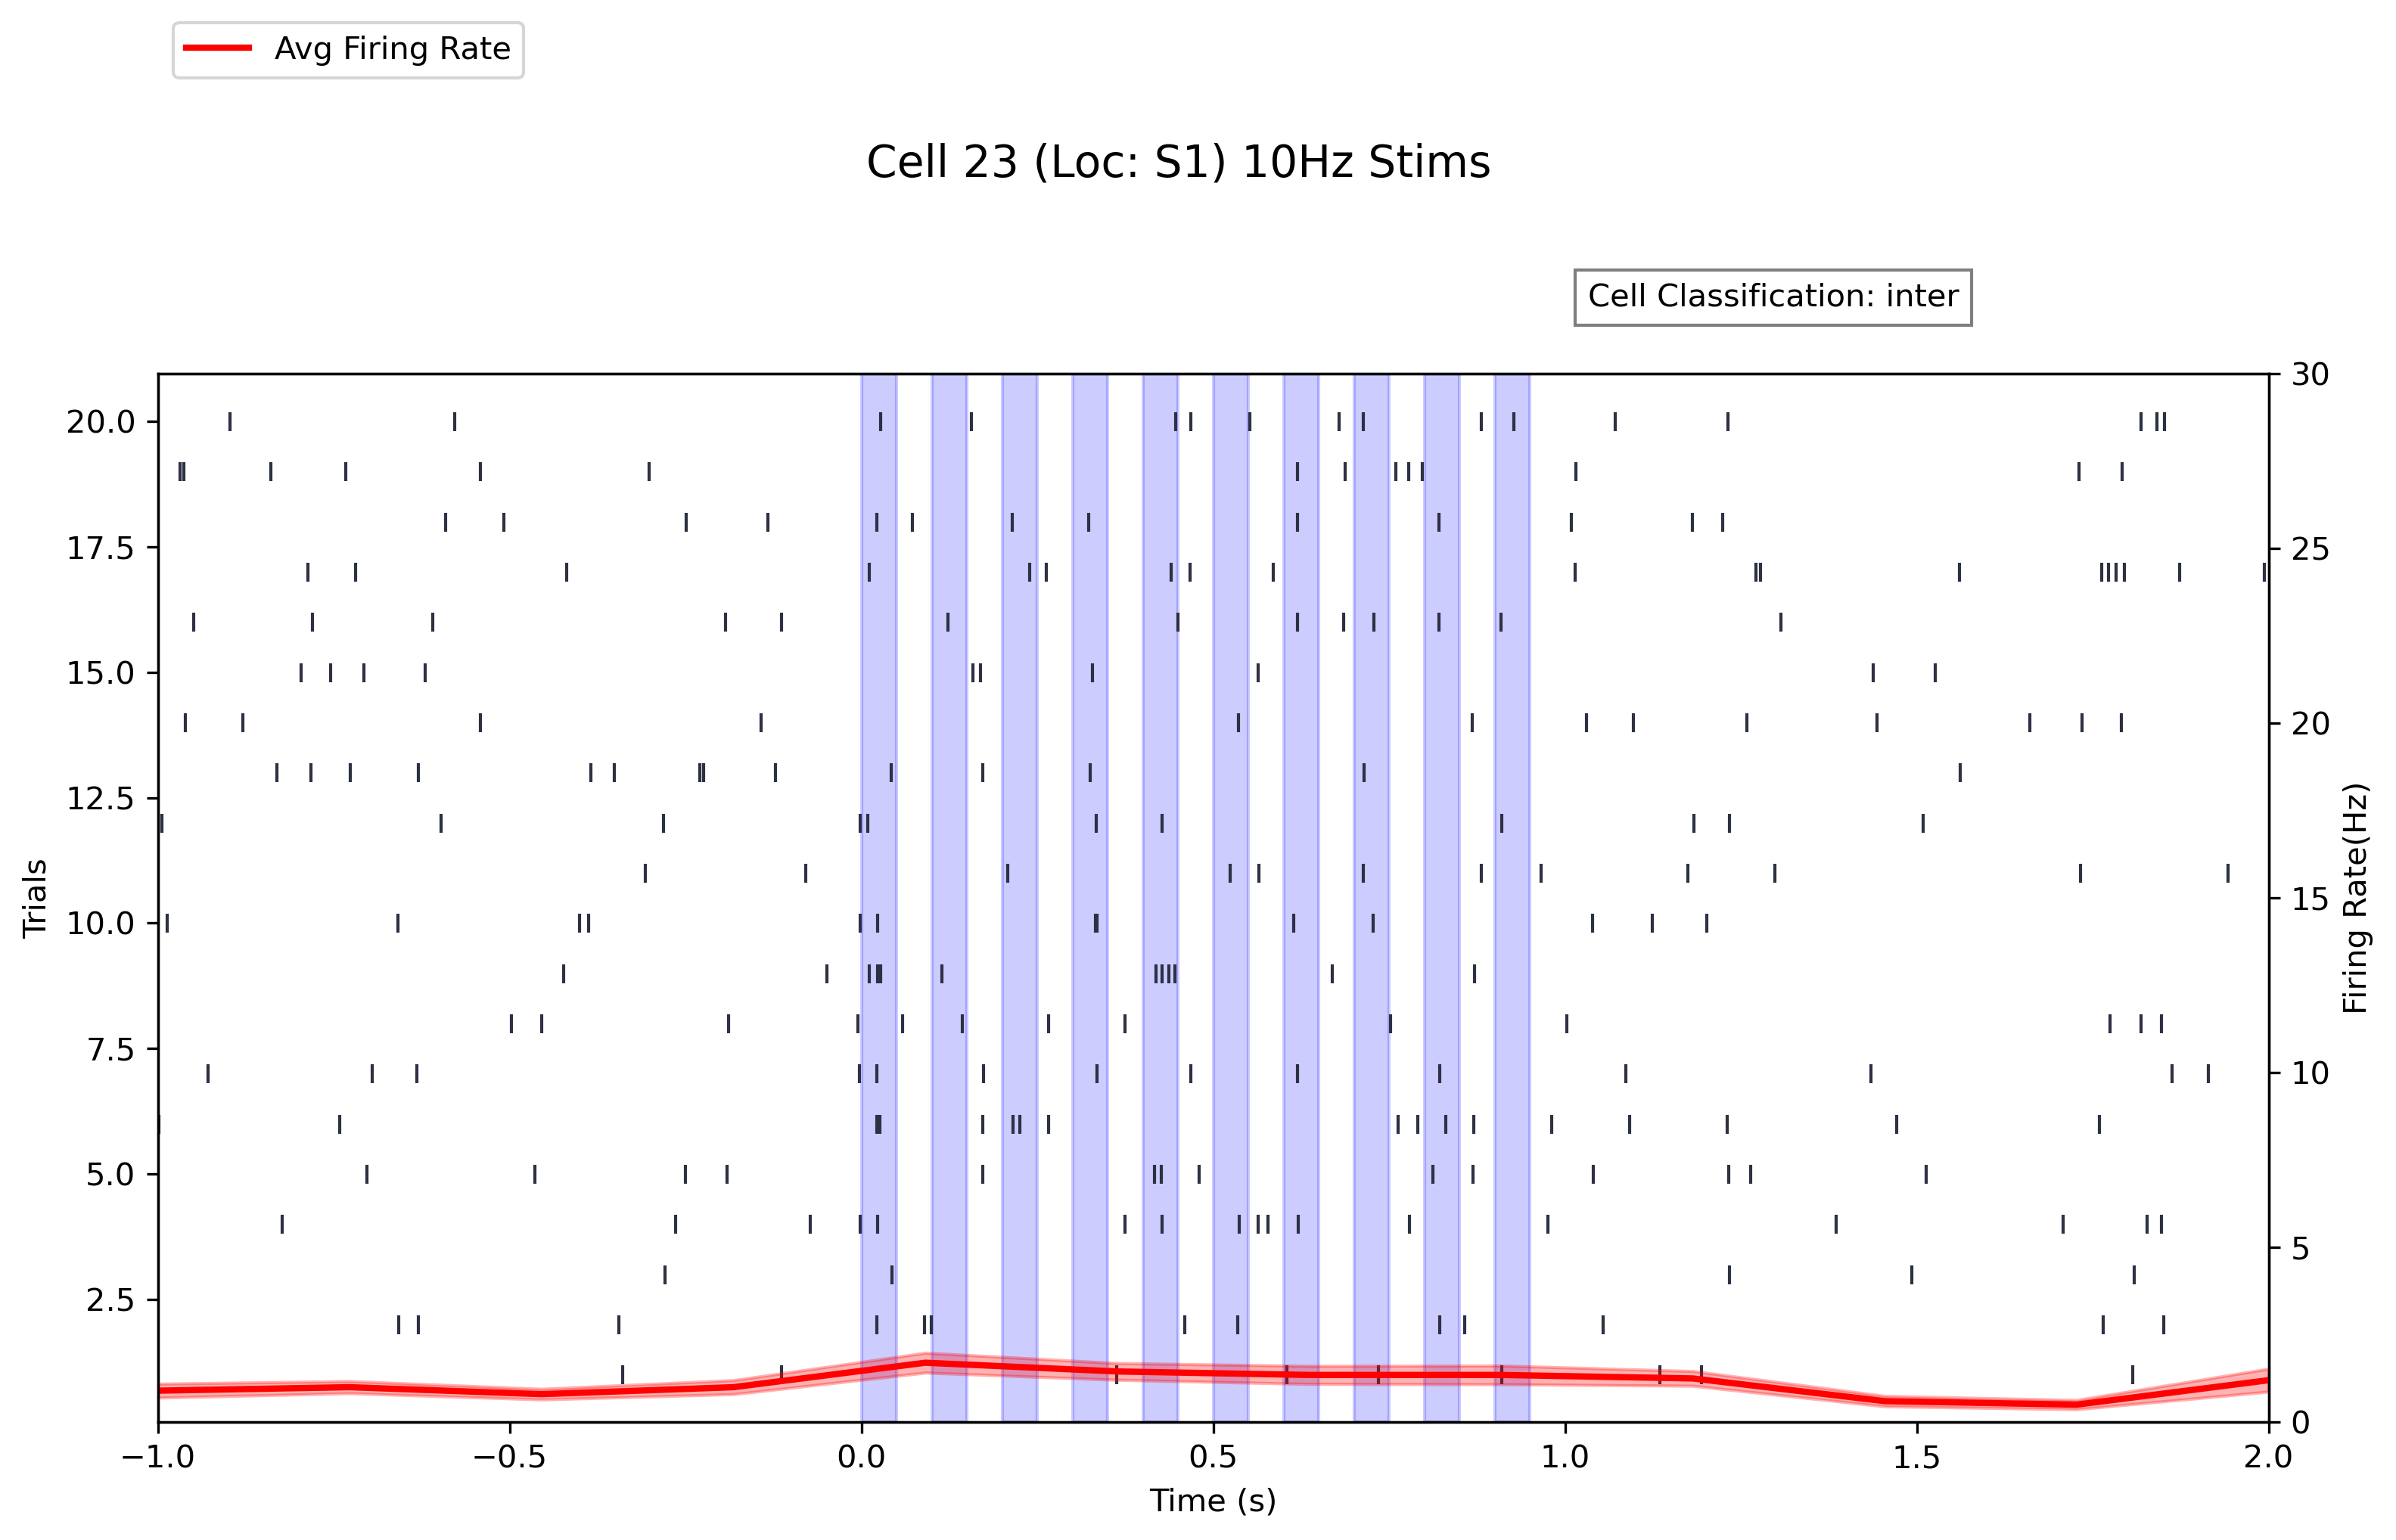 Avg Firing Rate
Cell 23 (Loc: S1) 10Hz Stims
Cell Classification: inter
20.0
17.5
15.0
12.5
10.0
7.5
5.0
2.5
Trials
30
25
20
15
10
5
0
Firing Rate(Hz)
−1.0 −0.5 0.0 0.5 1.0 1.5 2.0
Time (s)